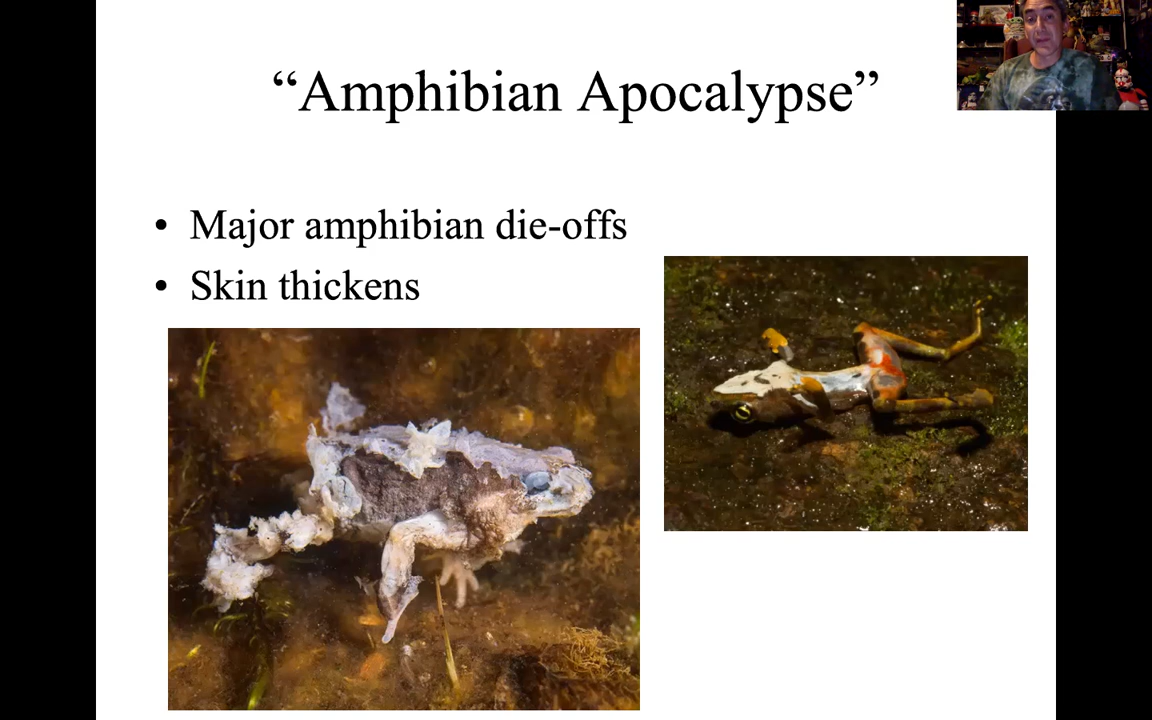 “Amphibian Apocalypse”
• Major amphibian die-offs
• Skin thickens